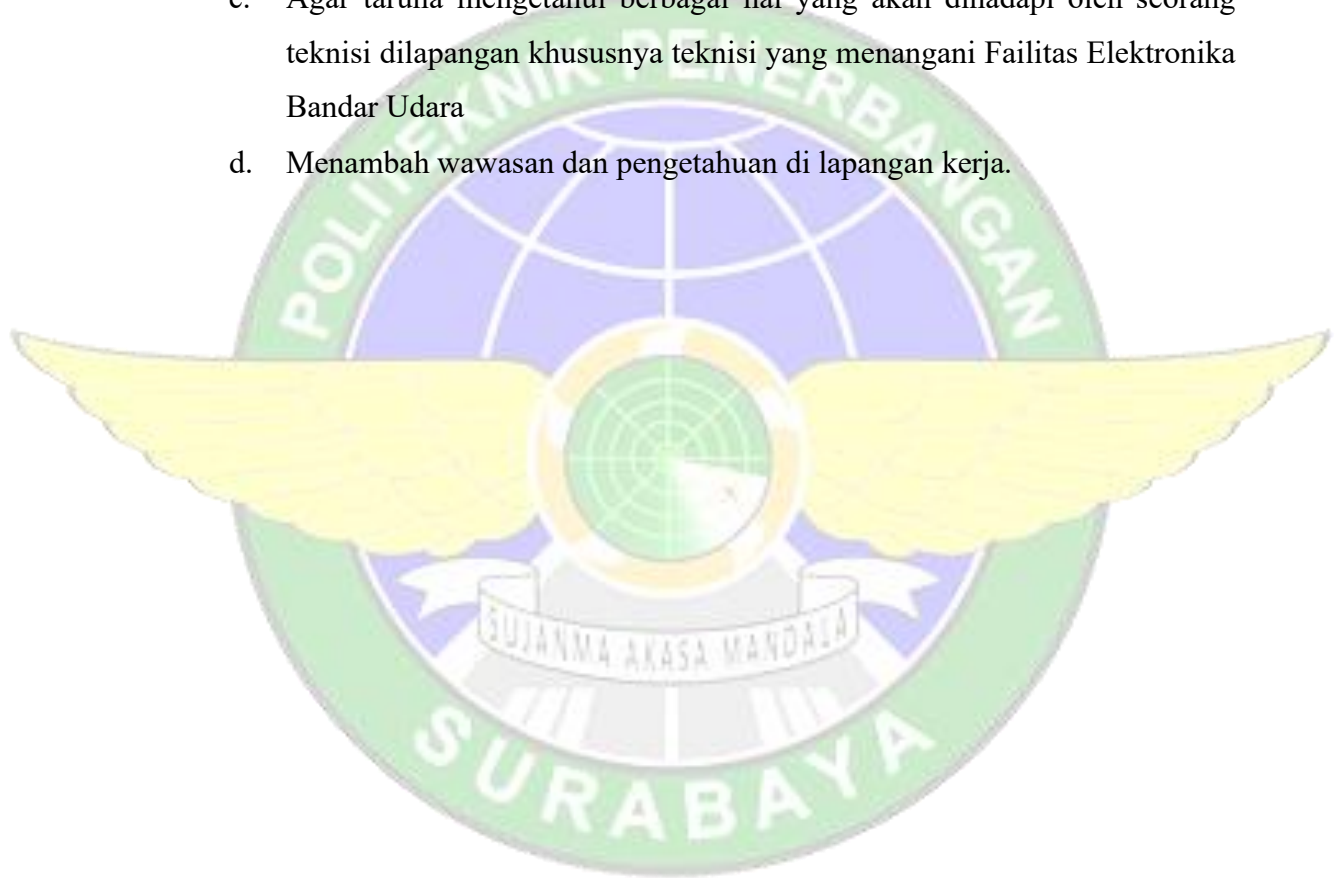 c. Agar taruna mengetahui berbagai hal yang akan dihadapi oleh seorang
teknisi dilapangan khususnya teknisi yang menangani Failitas Elektronika
Bandar Udara
d. Menambah wawasan dan pengetahuan di lapangan kerja.
POLITEKNIK PENERBANGAN
SUJANMA AKASA MANDALA
SURABAYA